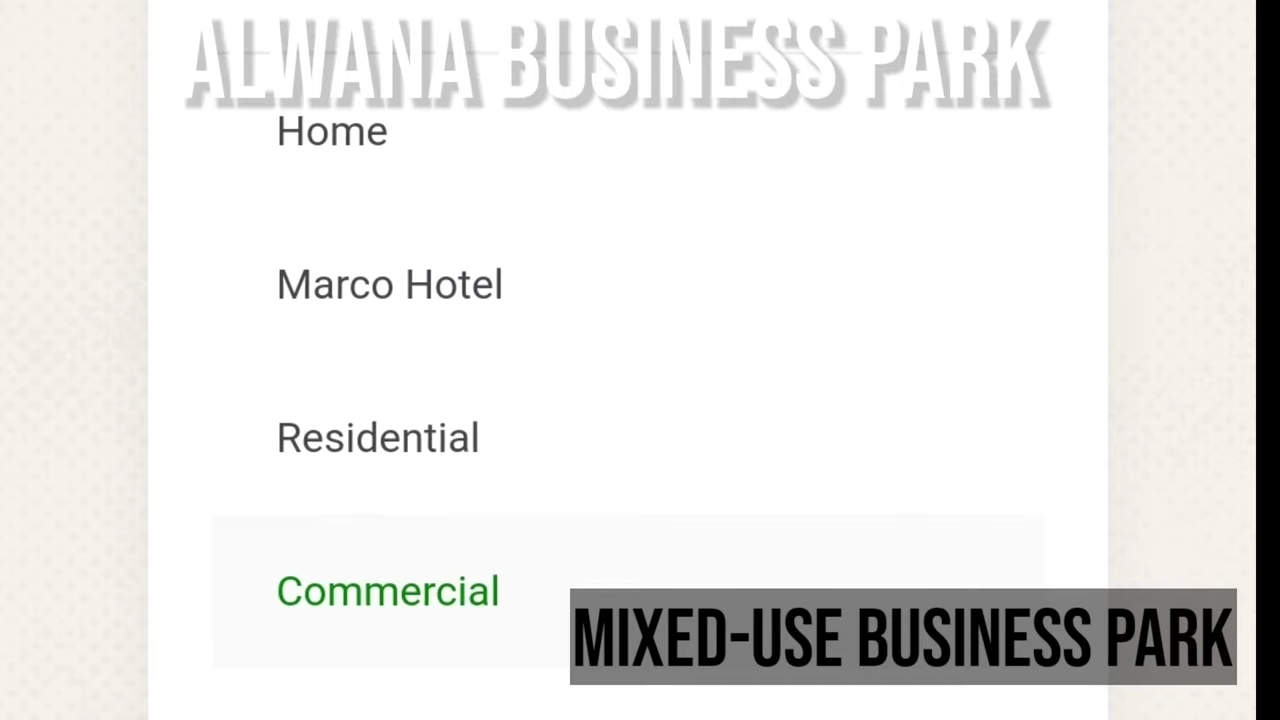 ALWANA BUSINESS PARK
Home
Marco Hotel
Residential
Commercial
MIXED-USE BUSINESS PARK